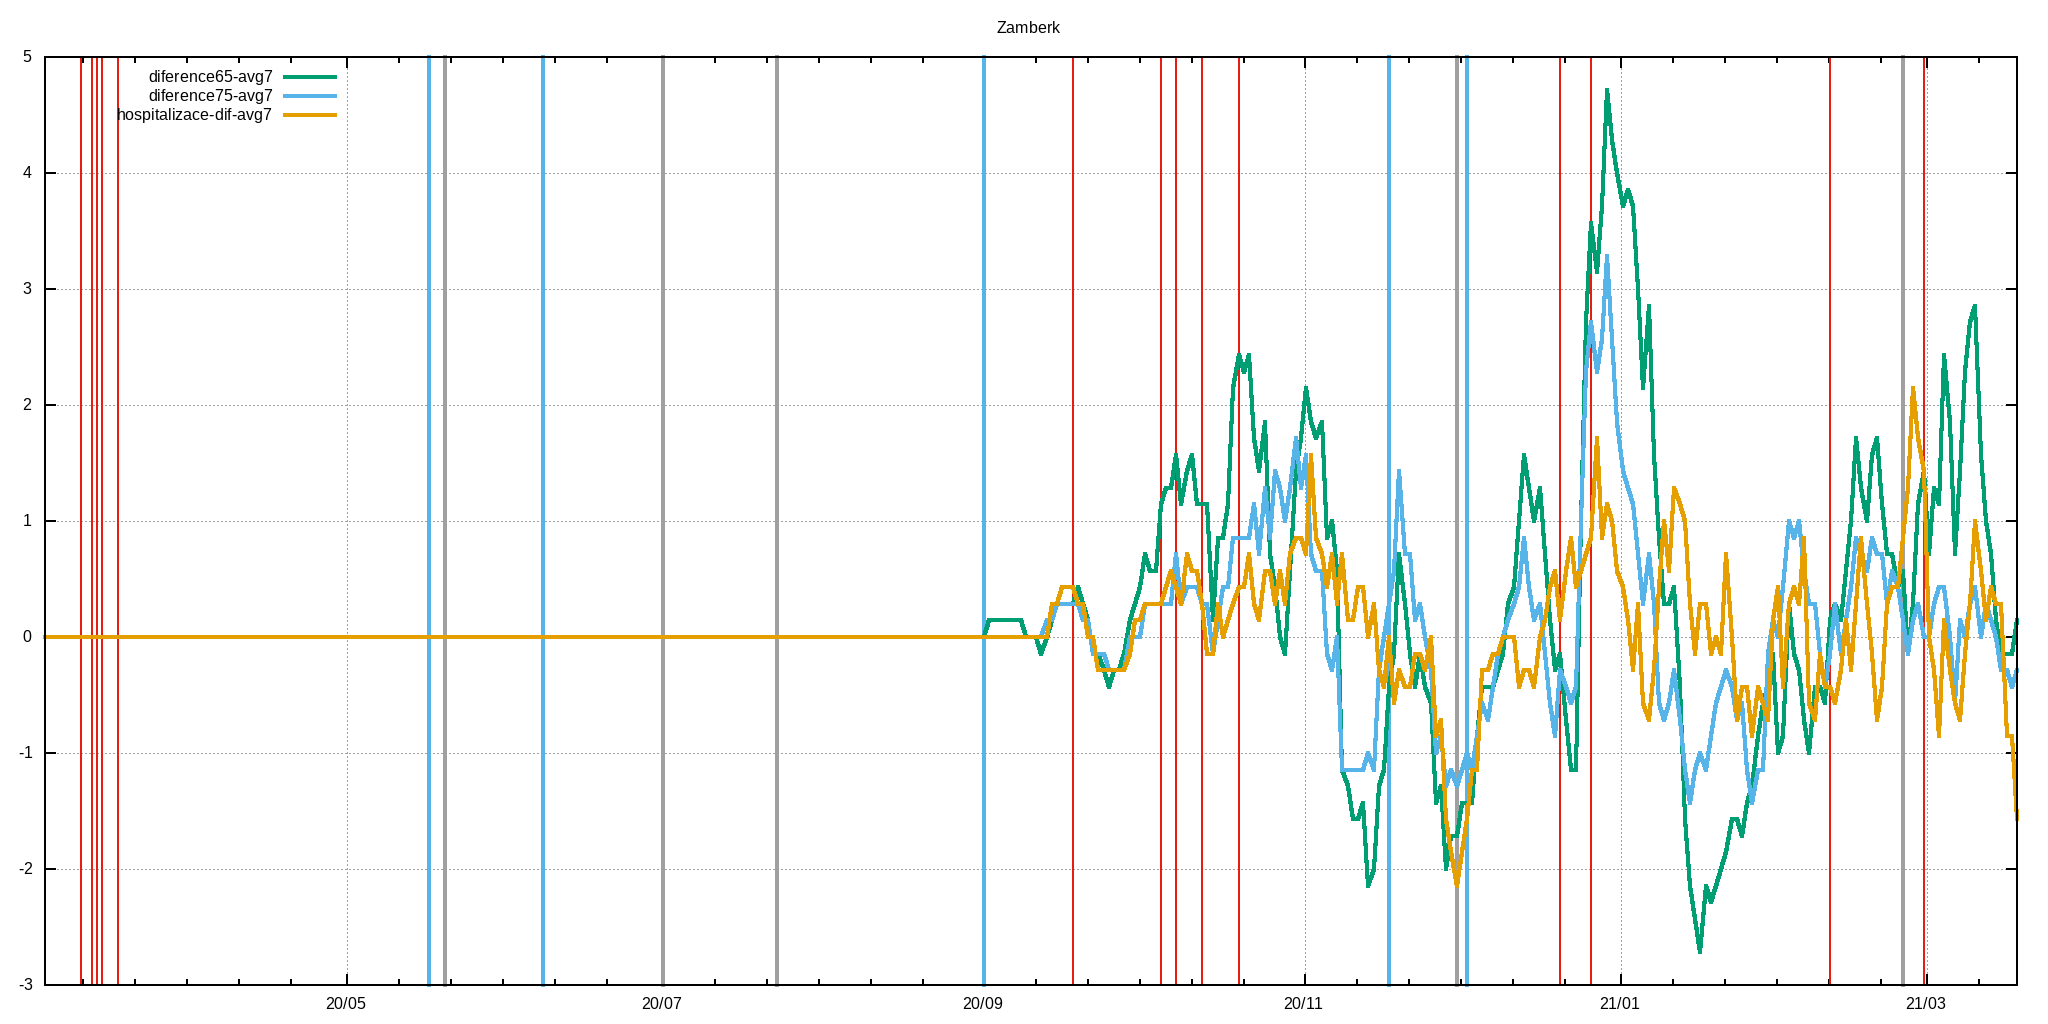 Zamberk
diference65-avg7
diference75-avg7
hospitalizace-dif-avg7
5
4
3
2
1
0
-1
-2
-3
20/05 20/07 20/09 20/11 21/01 21/03